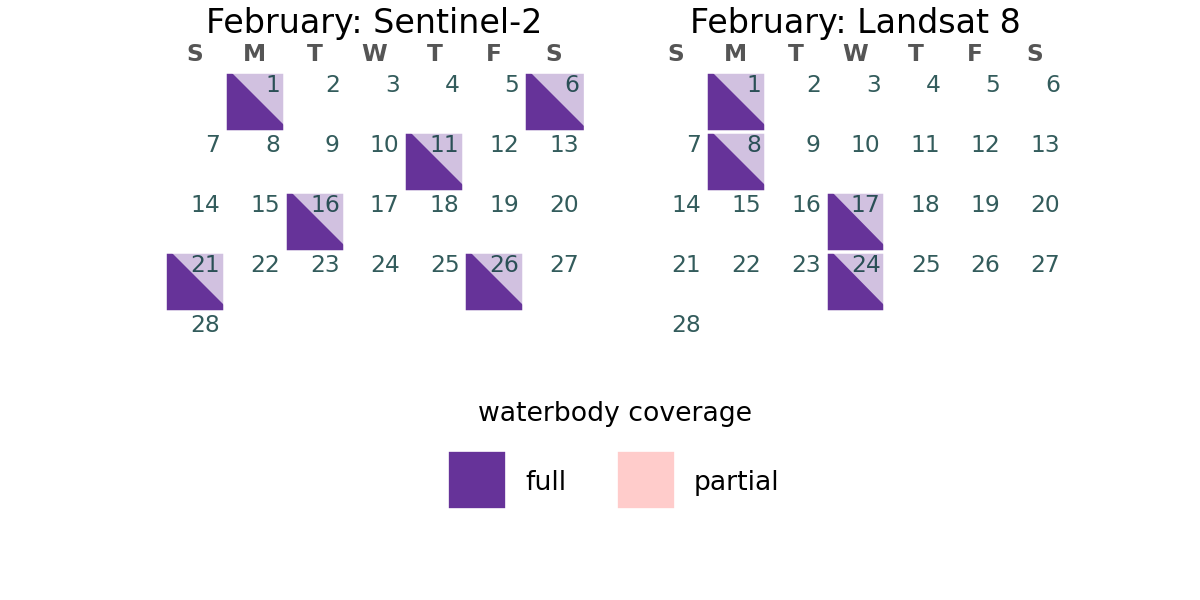 February: Sentinel-2
S M T W T F S
1 2 3 4 5 6
7 8 9 10 11 12 13
14 15 16 17 18 19 20
21 22 23 24 25 26 27
28
February: Landsat 8
S M T W T F S
1 2 3 4 5 6
7 8 9 10 11 12 13
14 15 16 17 18 19 20
21 22 23 24 25 26 27
28
waterbody coverage
full partial